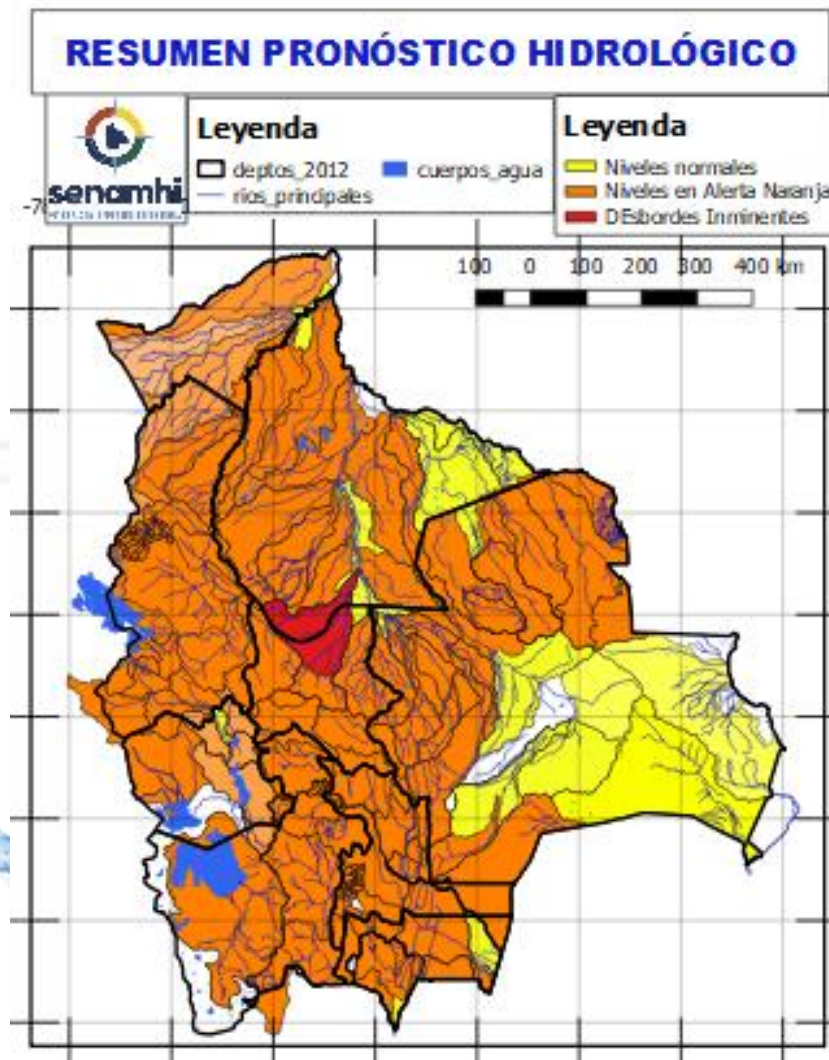 RESUMEN PRONÓSTICO HIDROLÓGICO
senamhi
Leyenda
deptos_2012
cuerpos_agua
rios_principales
Leyenda
Niveles normales
Niveles en Alerta Naranja
DEsbordes Inminentes
100 0 100 200 300 400 km